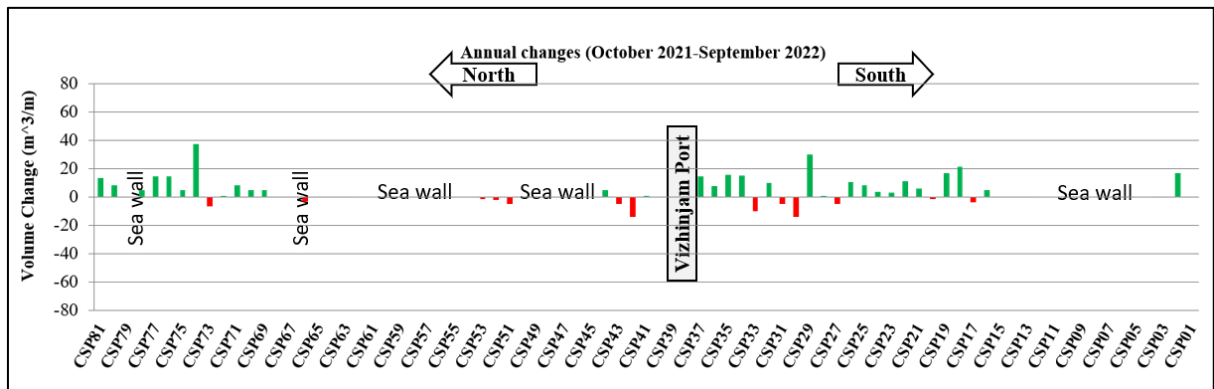 Annual changes (October 2021-September 2022)
North
South
Volume Change (m^3/m)
80
60
40
20
0
-20
-40
-60
-80
Sea wall
Sea wall
Sea wall
Sea wall
Vizhinjam Port
Sea wall
CSP81
CSP79
CSP77
CSP75
CSP73
CSP71
CSP69
CSP67
CSP65
CSP63
CSP61
CSP59
CSP57
CSP55
CSP53
CSP51
CSP49
CSP47
CSP45
CSP43
CSP41
CSP39
CSP37
CSP35
CSP33
CSP31
CSP29
CSP27
CSP25
CSP23
CSP21
CSP19
CSP17
CSP15
CSP13
CSP11
CSP09
CSP07
CSP05
CSP03
CSP01